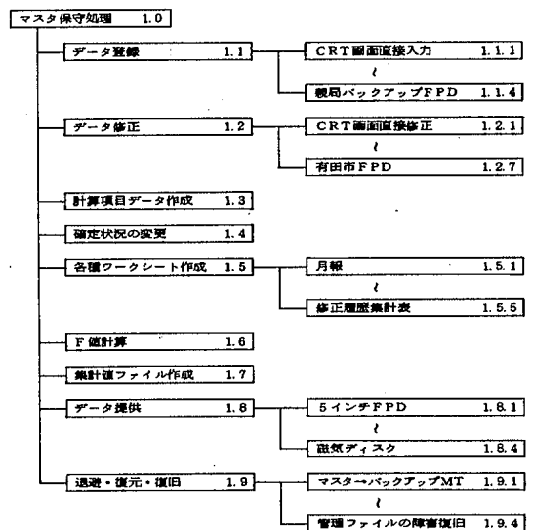 マスタ保守処理 1.0
データ登録 1.1
CRT画面直接入力 1.1.1
~
親局バックアップFPD 1.1.4
データ修正 1.2
CRT画面直接修正 1.2.1
~
有田市FPD 1.2.7
計算項目データ作成 1.3
確定状況の変更 1.4
各種ワークシート作成 1.5
月報 1.5.1
~
修正履歴集計表 1.5.5
F値計算 1.6
集計値ファイル作成 1.7
データ提供 1.8
5インチFPD 1.8.1
~
磁気ディスク 1.8.4
退避・復元・復旧 1.9
マスター→バックアップMT 1.9.1
~
管理ファイルの障害復旧 1.9.4